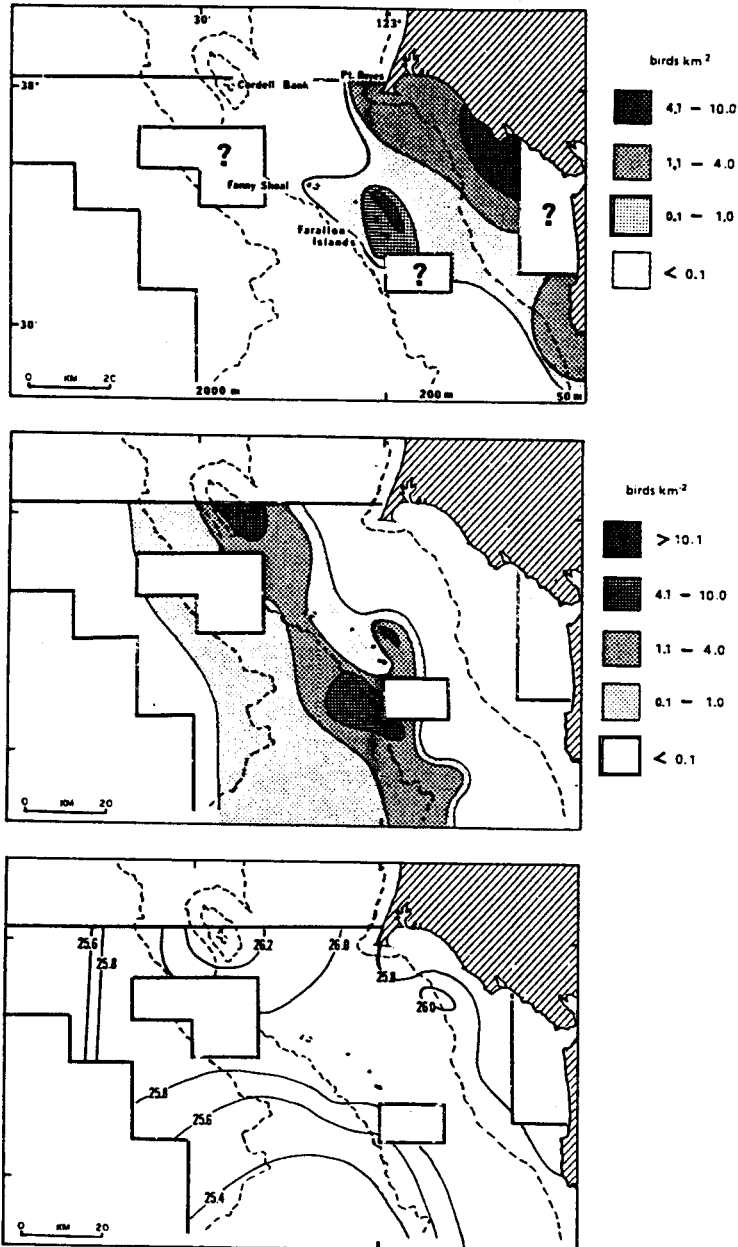 30'
123°
birds km²
38°
Cordell Bank
Pt. Reyes
4.1 – 10.0
?
1.1 – 4.0
Fanny Shoal
?
0.1 – 1.0
Farallon
Islands
?
< 0.1
30'
0 KM 20
2000 m
200 m
50 m
birds km⁻²
> 10.1
4.1 – 10.0
1.1 – 4.0
0.1 – 1.0
< 0.1
0 KM 20
25.6
25.8
26.2
26.0
25.8
26.0
25.8
25.6
25.4
0 KM 20